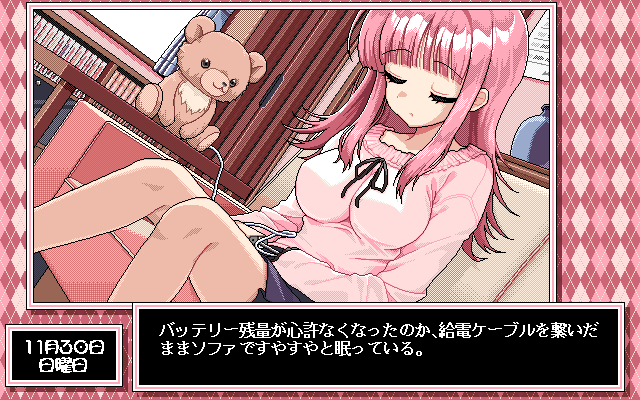 バッテリー残量が心許なくなったのか、給電ケーブルを繋いだ
ままソファですやすやと眠っている。
11月30日
日曜日